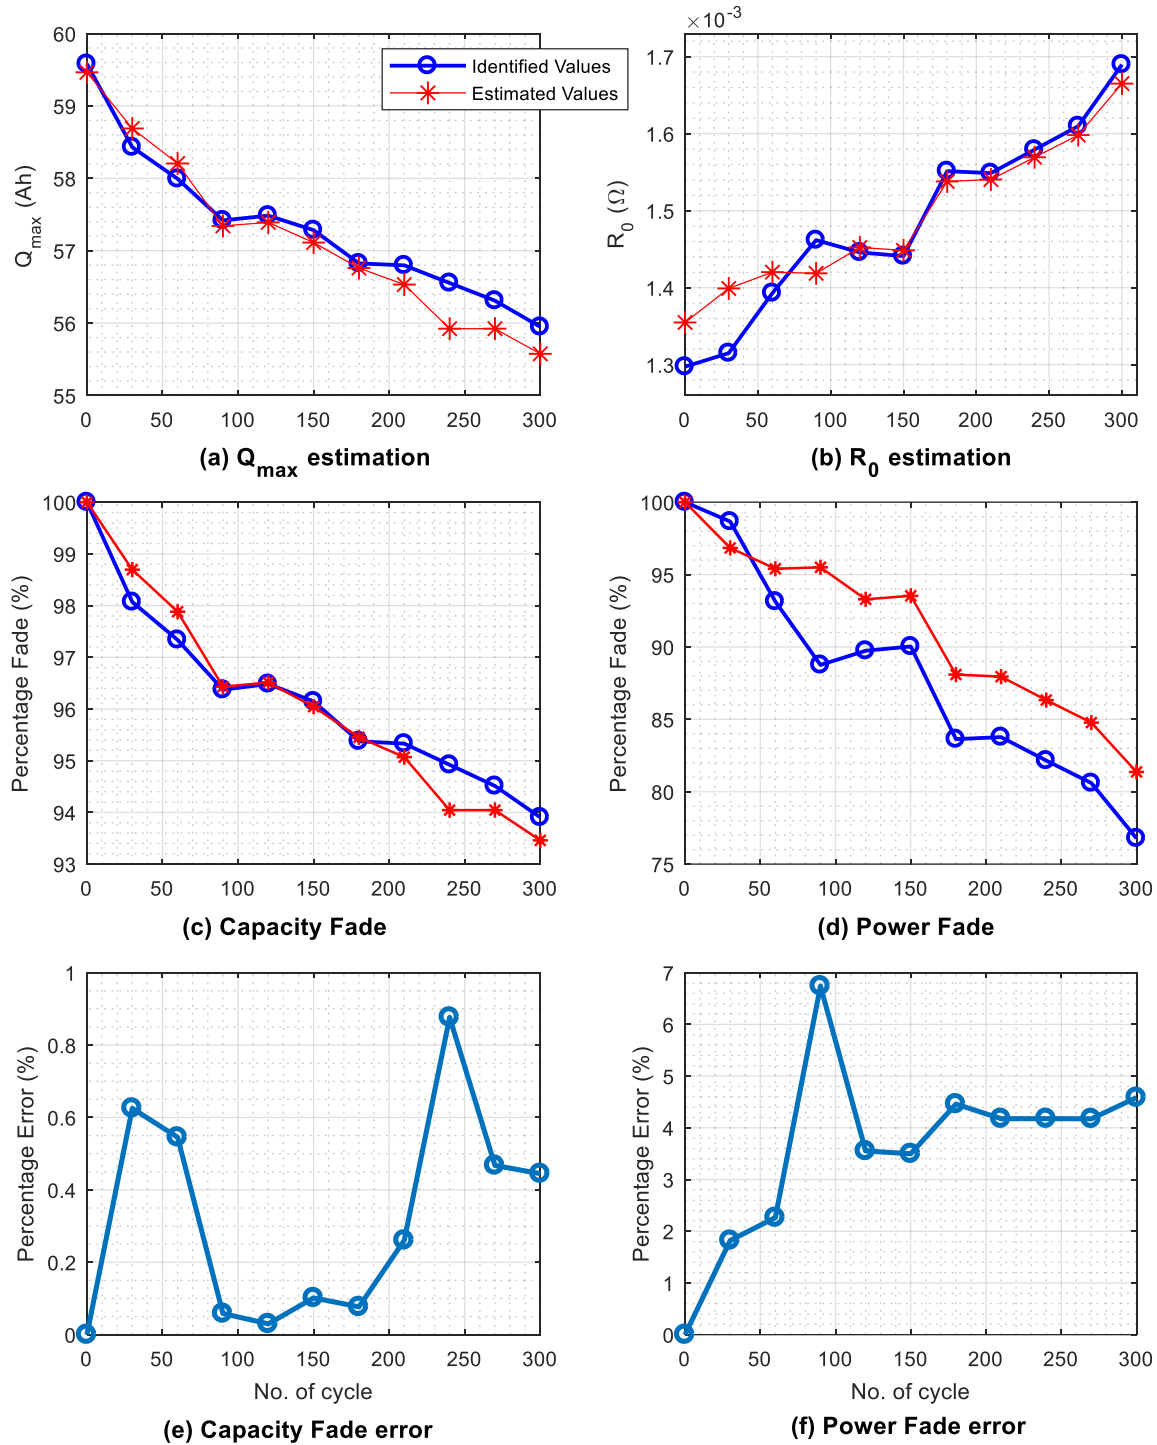 ×10⁻³
60
59
58
57
56
55
Q_max (Ah)
Identified Values
Estimated Values
0 50 100 150 200 250 300
(a) Q_max estimation
1.7
1.6
1.5
1.4
1.3
R_0 (Ω)
0 50 100 150 200 250 300
(b) R_0 estimation
100
99
98
97
96
95
94
93
Percentage Fade (%)
0 50 100 150 200 250 300
(c) Capacity Fade
100
95
90
85
80
75
Percentage Fade (%)
0 50 100 150 200 250 300
(d) Power Fade
1
0.8
0.6
0.4
0.2
0
Percentage Error (%)
0 50 100 150 200 250 300
No. of cycle
(e) Capacity Fade error
7
6
5
4
3
2
1
0
Percentage Error (%)
0 50 100 150 200 250 300
No. of cycle
(f) Power Fade error